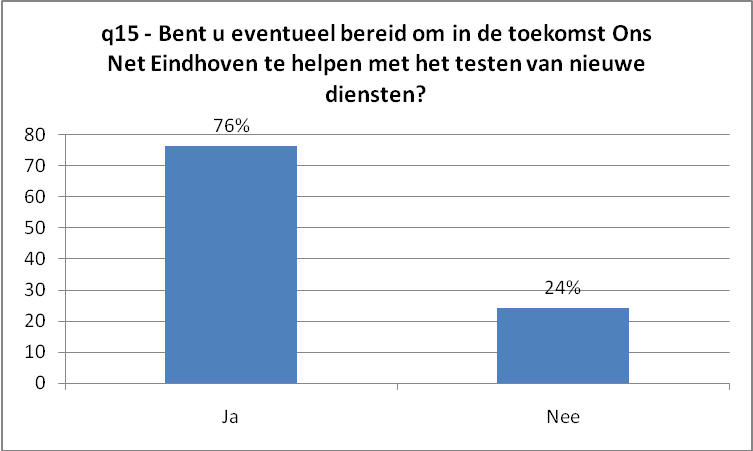 q15 - Bent u eventueel bereid om in de toekomst Ons
Net Eindhoven te helpen met het testen van nieuwe
diensten?
80
70
60
50
40
30
20
10
0
76%
24%
Ja
Nee